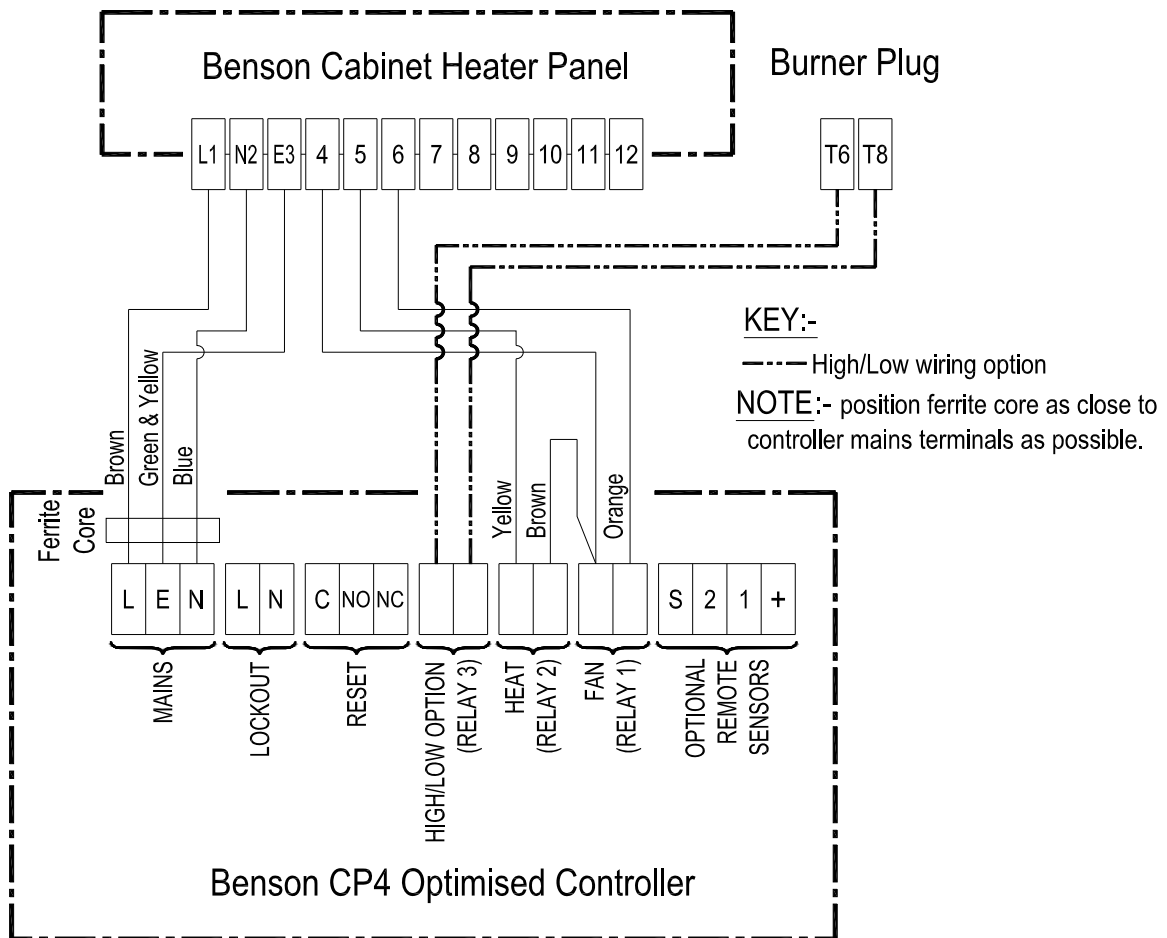 Benson Cabinet Heater Panel
Burner Plug
L1 N2 E3 4 5 6 7 8 9 10 11 12
T6 T8
KEY:-
High/Low wiring option
NOTE:- position ferrite core as close to
controller mains terminals as possible.
Brown
Green & Yellow
Blue
Yellow
Brown
Orange
Ferrite
Core
L E N
L N
C NO NC
S 2 1 +
MAINS
LOCKOUT
RESET
HIGH/LOW OPTION
(RELAY 3)
HEAT
(RELAY 2)
FAN
(RELAY 1)
OPTIONAL
REMOTE
SENSORS
Benson CP4 Optimised Controller